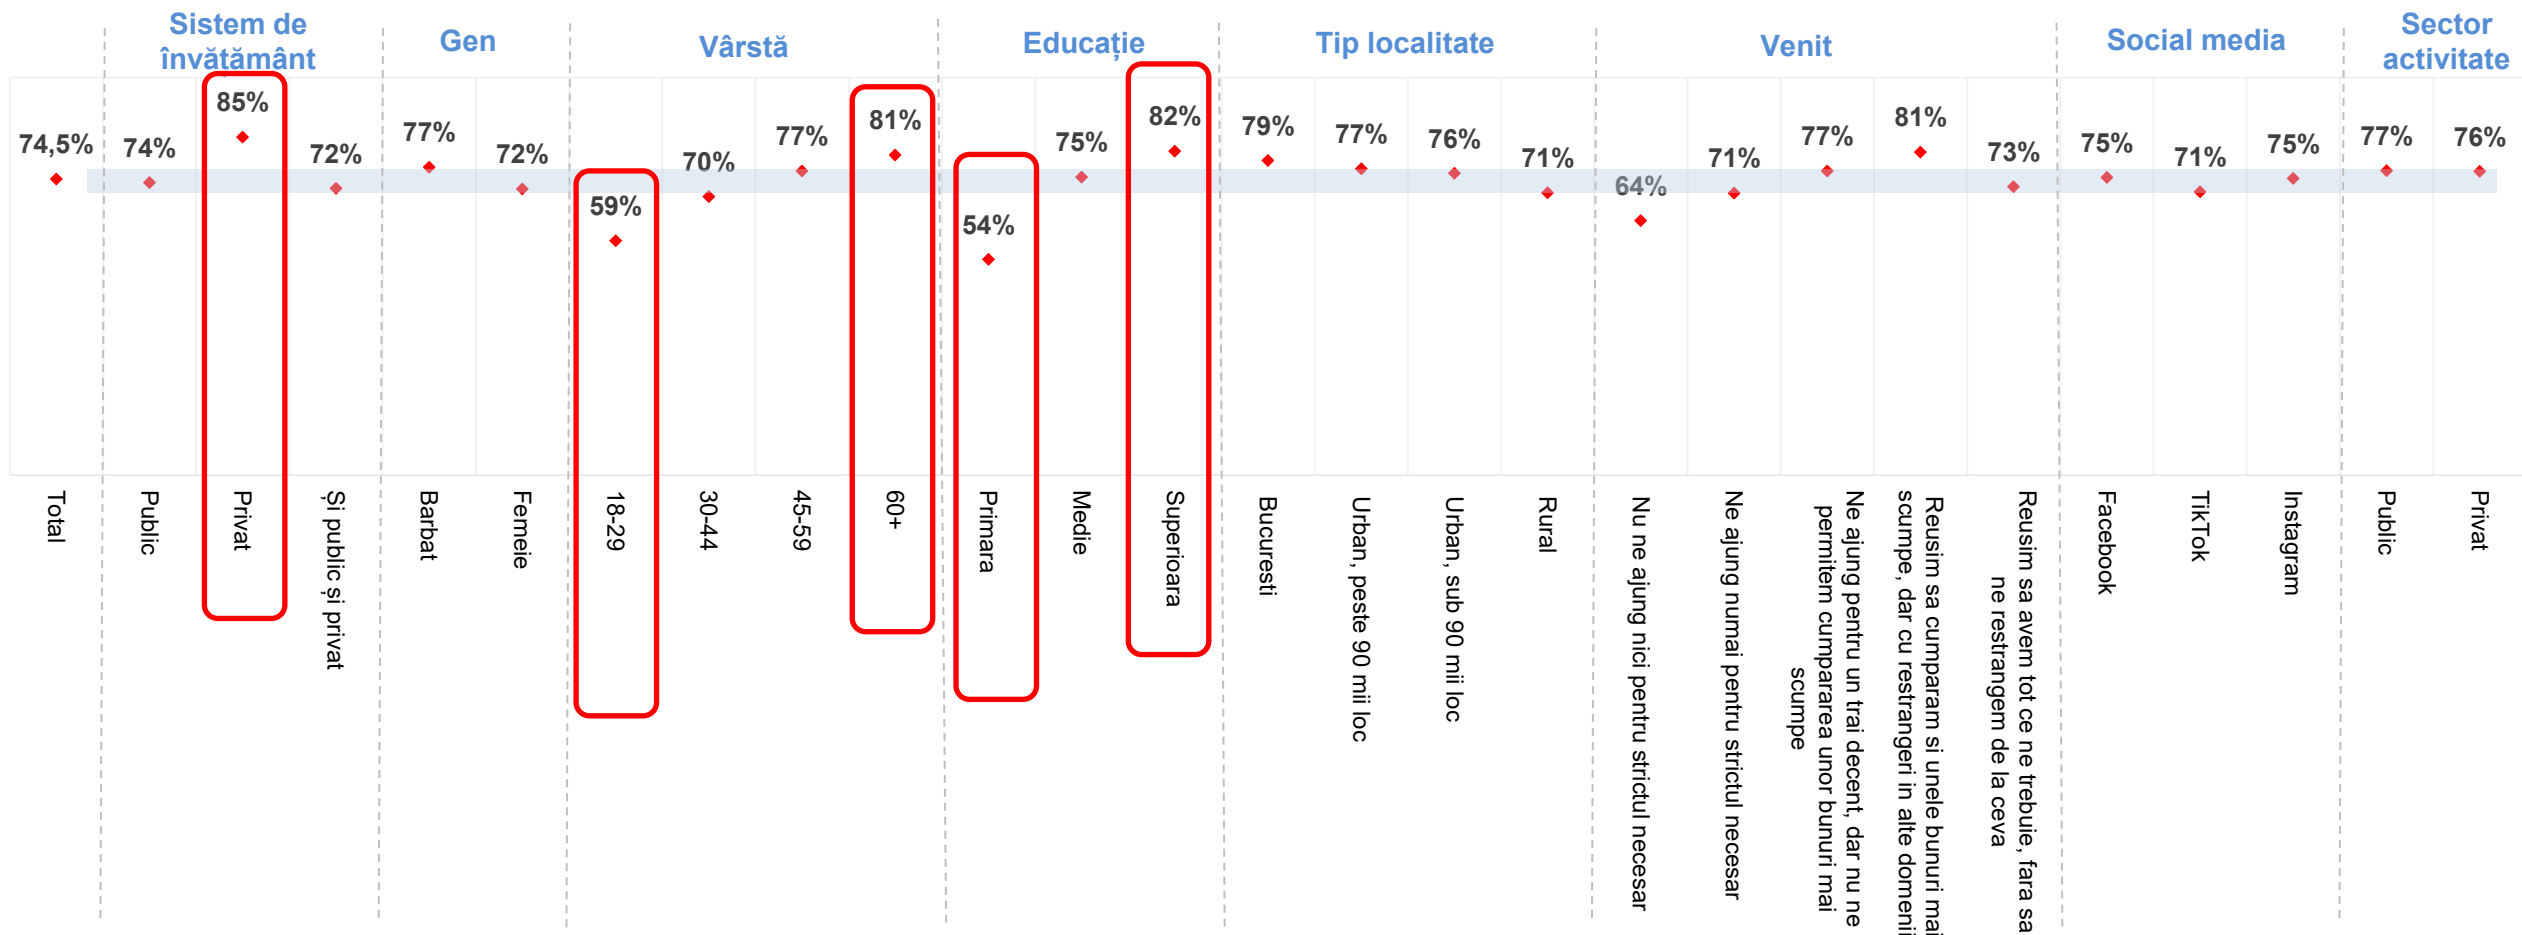 Sistem de
învățământ
Gen
Vârstă
Educație
Tip localitate
Venit
Social media
Sector
activitate
74,5%
74%
85%
72%
77%
72%
59%
70%
77%
81%
54%
75%
82%
79%
77%
76%
71%
64%
71%
77%
81%
73%
75%
71%
75%
77%
76%
Total
Public
Privat
Și public și privat
Barbat
Femeie
18-29
30-44
45-59
60+
Primara
Medie
Superioara
Bucuresti
Urban, peste 90 mii loc
Urban, sub 90 mii loc
Rural
Nu ne ajung nici pentru strictul necesar
Ne ajung numai pentru strictul necesar
Ne ajung pentru un trai decent, dar nu ne
permitem cumpararea unor bunuri mai
scumpe
Reusim sa cumparam si unele bunuri mai
scumpe, dar cu restrangeri in alte domenii
Reusim sa avem tot ce ne trebuie, fara sa
ne restrangem de la ceva
Facebook
TikTok
Instagram
Public
Privat